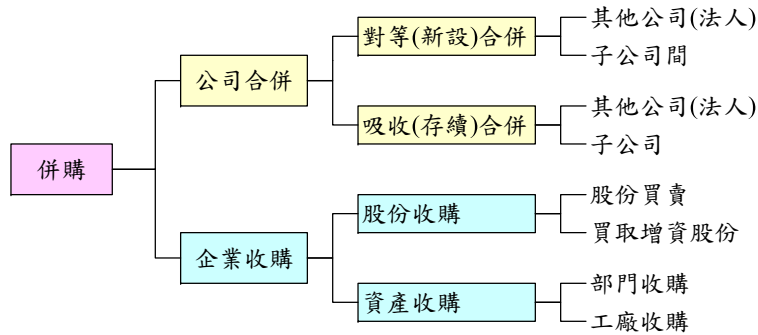 併購
公司合併
對等(新設)合併
其他公司(法人)
子公司間
吸收(存續)合併
其他公司(法人)
子公司
企業收購
股份收購
股份買賣
買取增資股份
資產收購
部門收購
工廠收購